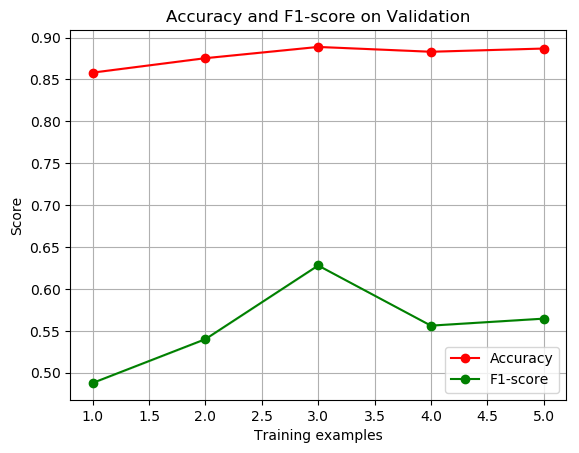 Accuracy and F1-score on Validation
0.90
0.85
0.80
0.75
0.70
0.65
0.60
0.55
0.50
Score
Accuracy
F1-score
1.0 1.5 2.0 2.5 3.0 3.5 4.0 4.5 5.0
Training examples